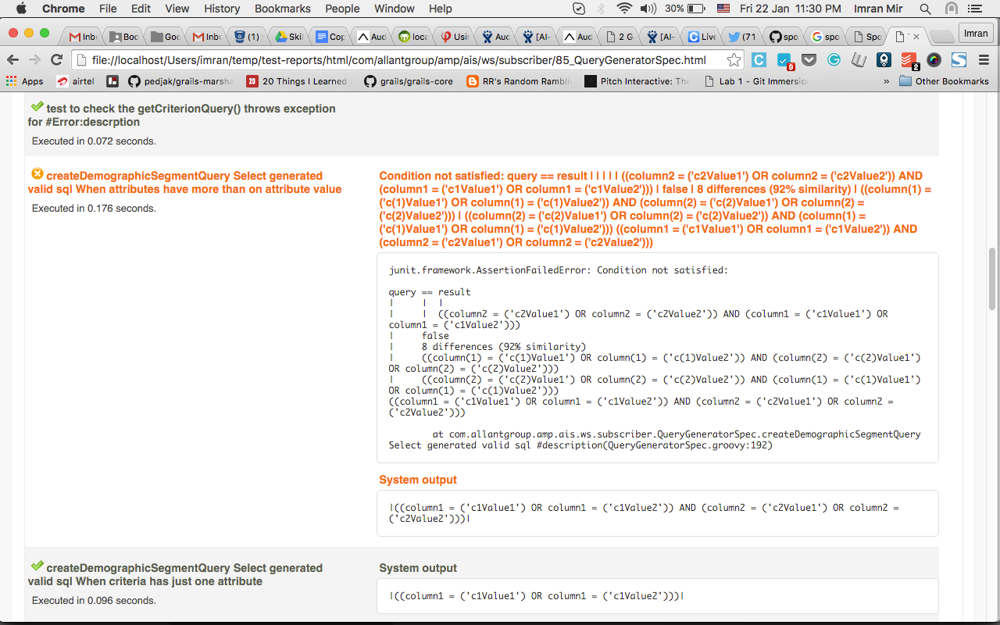 Chrome File Edit View History Bookmarks People Window Help 30% Fri 22 Jan 11:30 PM Imran Mir
Inb Boo Goo Inb (1) Skil Cop Aud loca Usin Aud [AI- Aud 2 G [AI- Live (71 spo spo Spo Imran
file://localhost/Users/imran/temp/test-reports/html/com/allantgroup/amp/ais/ws/subscriber/85_QueryGeneratorSpec.html
9 2
Apps airtel pedjak/grails-marsha 20 Things I Learned grails/grails-core RR's Random Ramblin Pitch Interactive: The Lab 1 - Git Immersion » Other Bookmarks
test to check the getCriterionQuery() throws exception
for #Error:descrption
Executed in 0.072 seconds.
createDemographicSegmentQuery Select generated
valid sql When attributes have more than on attribute value
Executed in 0.176 seconds.
Condition not satisfied: query == result | | | | | ((column2 = ('c2Value1') OR column2 = ('c2Value2')) AND
(column1 = ('c1Value1') OR column1 = ('c1Value2'))) | false | 8 differences (92% similarity) | ((column(1) =
('c(1)Value1') OR column(1) = ('c(1)Value2')) AND (column(2) = ('c(2)Value1') OR column(2) =
('c(2)Value2'))) | ((column(2) = ('c(2)Value1') OR column(2) = ('c(2)Value2')) AND (column(1) =
('c(1)Value1') OR column(1) = ('c(1)Value2'))) ((column1 = ('c1Value1') OR column1 = ('c1Value2')) AND
(column2 = ('c2Value1') OR column2 = ('c2Value2')))
junit.framework.AssertionFailedError: Condition not satisfied:
query == result
|     |  |
|     |  ((column2 = ('c2Value1') OR column2 = ('c2Value2')) AND (column1 = ('c1Value1') OR
column1 = ('c1Value2')))
|     false
|     8 differences (92% similarity)
|     ((column(1) = ('c(1)Value1') OR column(1) = ('c(1)Value2')) AND (column(2) = ('c(2)Value1')
OR column(2) = ('c(2)Value2')))
|     ((column(2) = ('c(2)Value1') OR column(2) = ('c(2)Value2')) AND (column(1) = ('c(1)Value1')
OR column(1) = ('c(1)Value2')))
((column1 = ('c1Value1') OR column1 = ('c1Value2')) AND (column2 = ('c2Value1') OR column2 =
('c2Value2')))
at com.allantgroup.amp.ais.ws.subscriber.QueryGeneratorSpec.createDemographicSegmentQuery
Select generated valid sql #description(QueryGeneratorSpec.groovy:192)
System output
|((column1 = ('c1Value1') OR column1 = ('c1Value2')) AND (column2 = ('c2Value1') OR column2 =
('c2Value2')))|
createDemographicSegmentQuery Select generated
valid sql When criteria has just one attribute
Executed in 0.096 seconds.
System output
|((column1 = ('c1Value1') OR column1 = ('c1Value2')))|